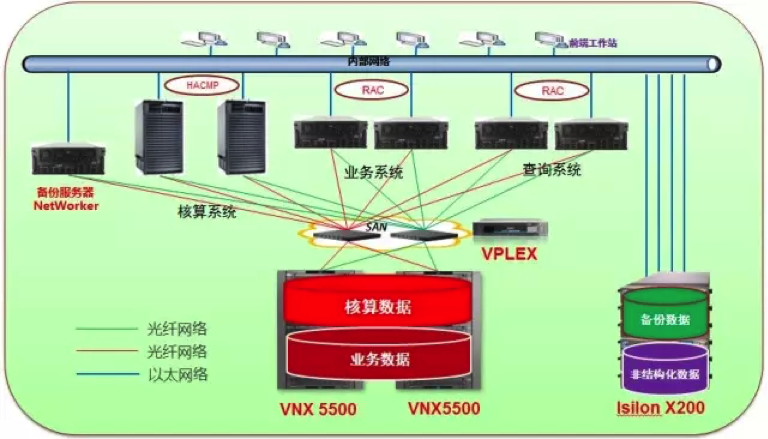 前端工作站
内部网络
HACMP
RAC
RAC
备份服务器
NetWorker
核算系统
业务系统
查询系统
SAN
VPLEX
核算数据
业务数据
备份数据
非结构化数据
光纤网络
光纤网络
以太网络
VNX 5500
VNX5500
Isilon X200